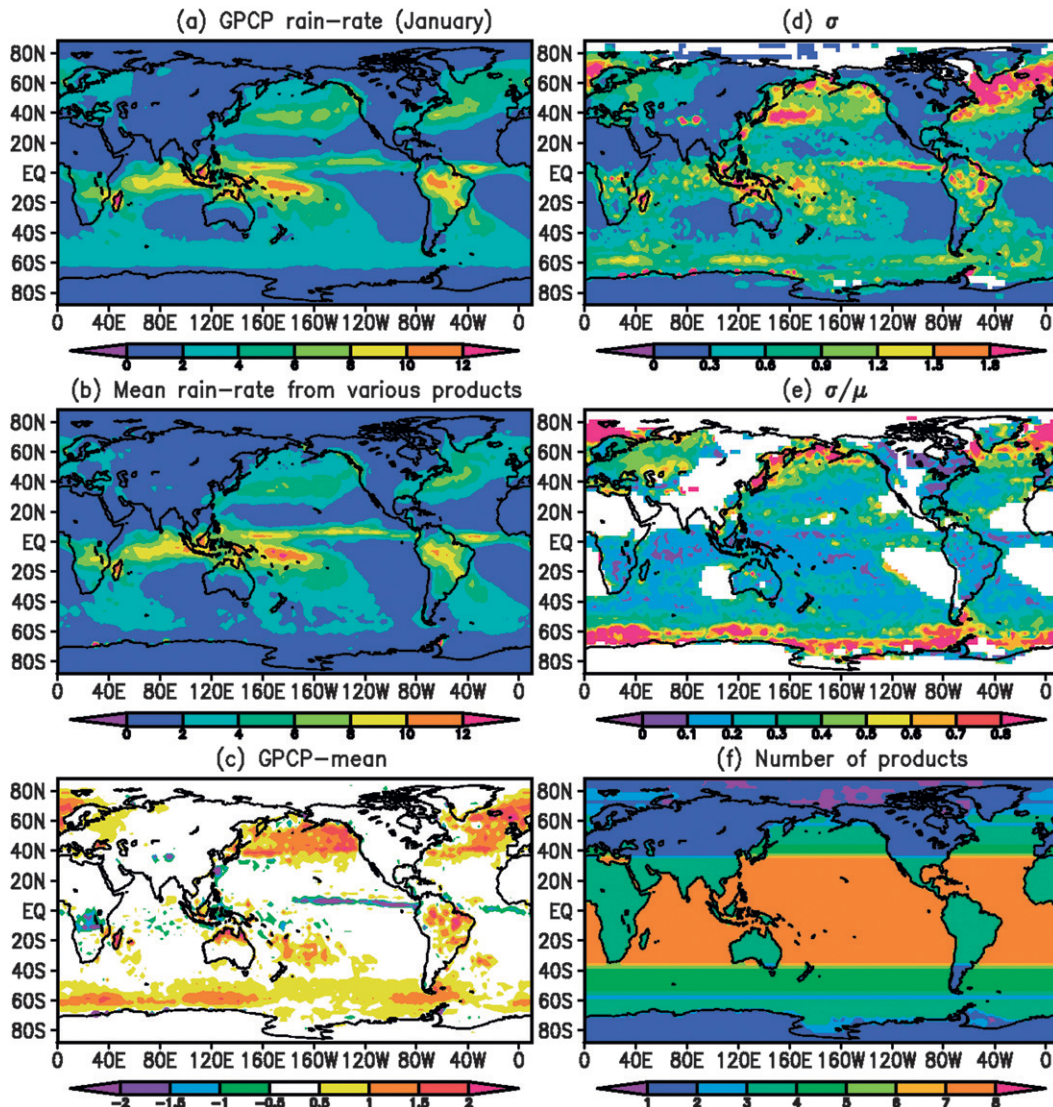 (a) GPCP rain-rate (January)
80N
60N
40N
20N
EQ
20S
40S
60S
80S
0 40E 80E 120E 160E 160W 120W 80W 40W 0
0 2 4 6 8 10 12
(d) σ
80N
60N
40N
20N
EQ
20S
40S
60S
80S
0 40E 80E 120E 160E 160W 120W 80W 40W 0
0 0.3 0.6 0.9 1.2 1.5 1.8
(b) Mean rain-rate from various products
80N
60N
40N
20N
EQ
20S
40S
60S
80S
0 40E 80E 120E 160E 160W 120W 80W 40W 0
0 2 4 6 8 10 12
(e) σ/μ
80N
60N
40N
20N
EQ
20S
40S
60S
80S
0 40E 80E 120E 160E 160W 120W 80W 40W 0
0 0.1 0.2 0.3 0.4 0.5 0.6 0.7 0.8
(c) GPCP-mean
80N
60N
40N
20N
EQ
20S
40S
60S
80S
0 40E 80E 120E 160E 160W 120W 80W 40W 0
-2 -1.5 -1 -0.5 0.5 1 1.5 2
(f) Number of products
80N
60N
40N
20N
EQ
20S
40S
60S
80S
0 40E 80E 120E 160E 160W 120W 80W 40W 0
1 2 3 4 5 6 7 8